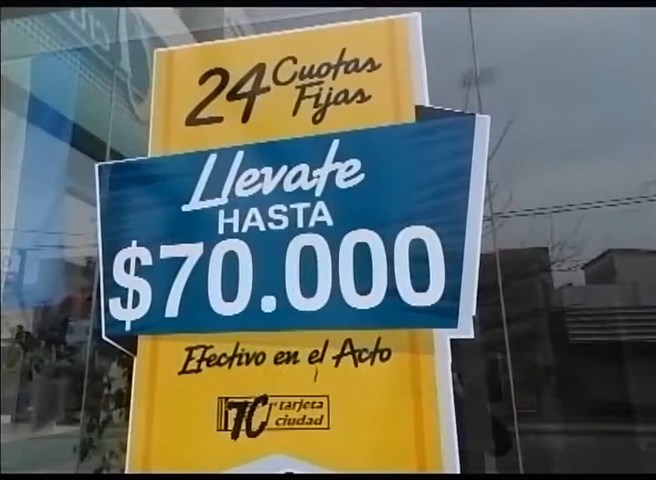 24 Cuotas
Fijas
Llevate
HASTA
$70.000
Efectivo en el Acto
TC tarjeta
ciudad